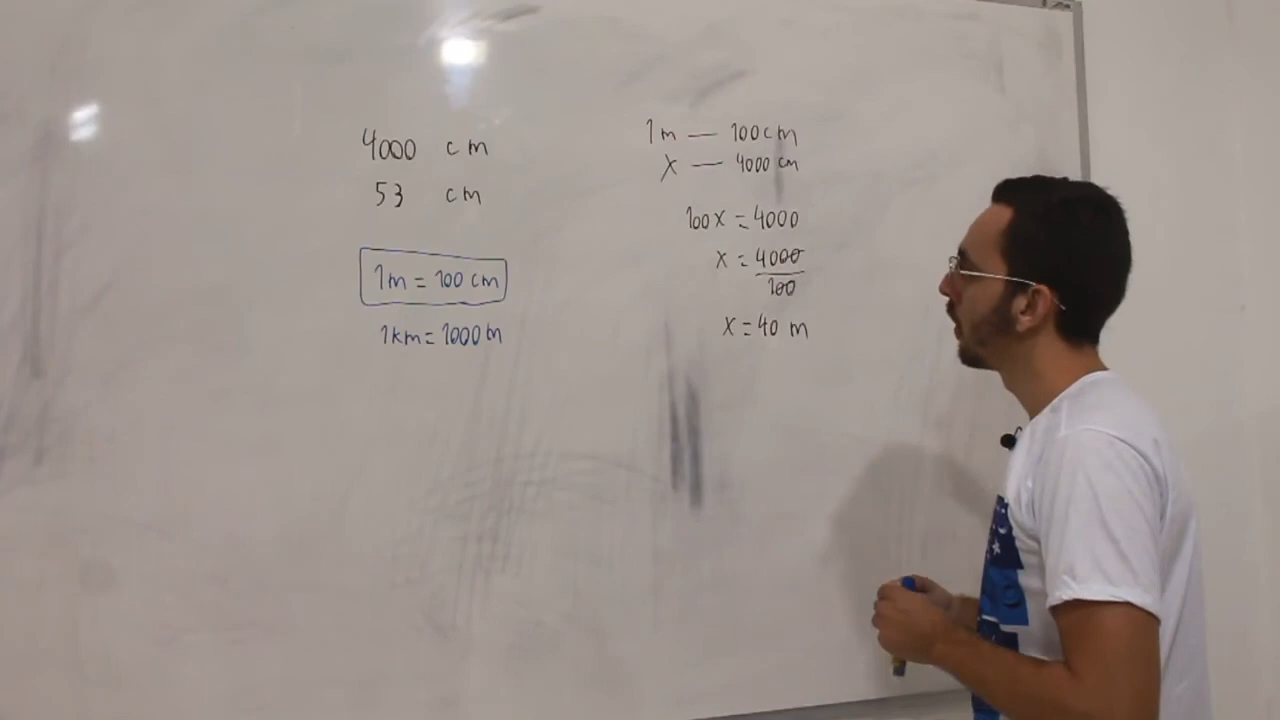 4000 cm
53 cm
1m = 100 cm
1km = 1000 m
1m — 100cm
x — 4000 cm
100x = 4000
x = 4000
100
x = 40 m